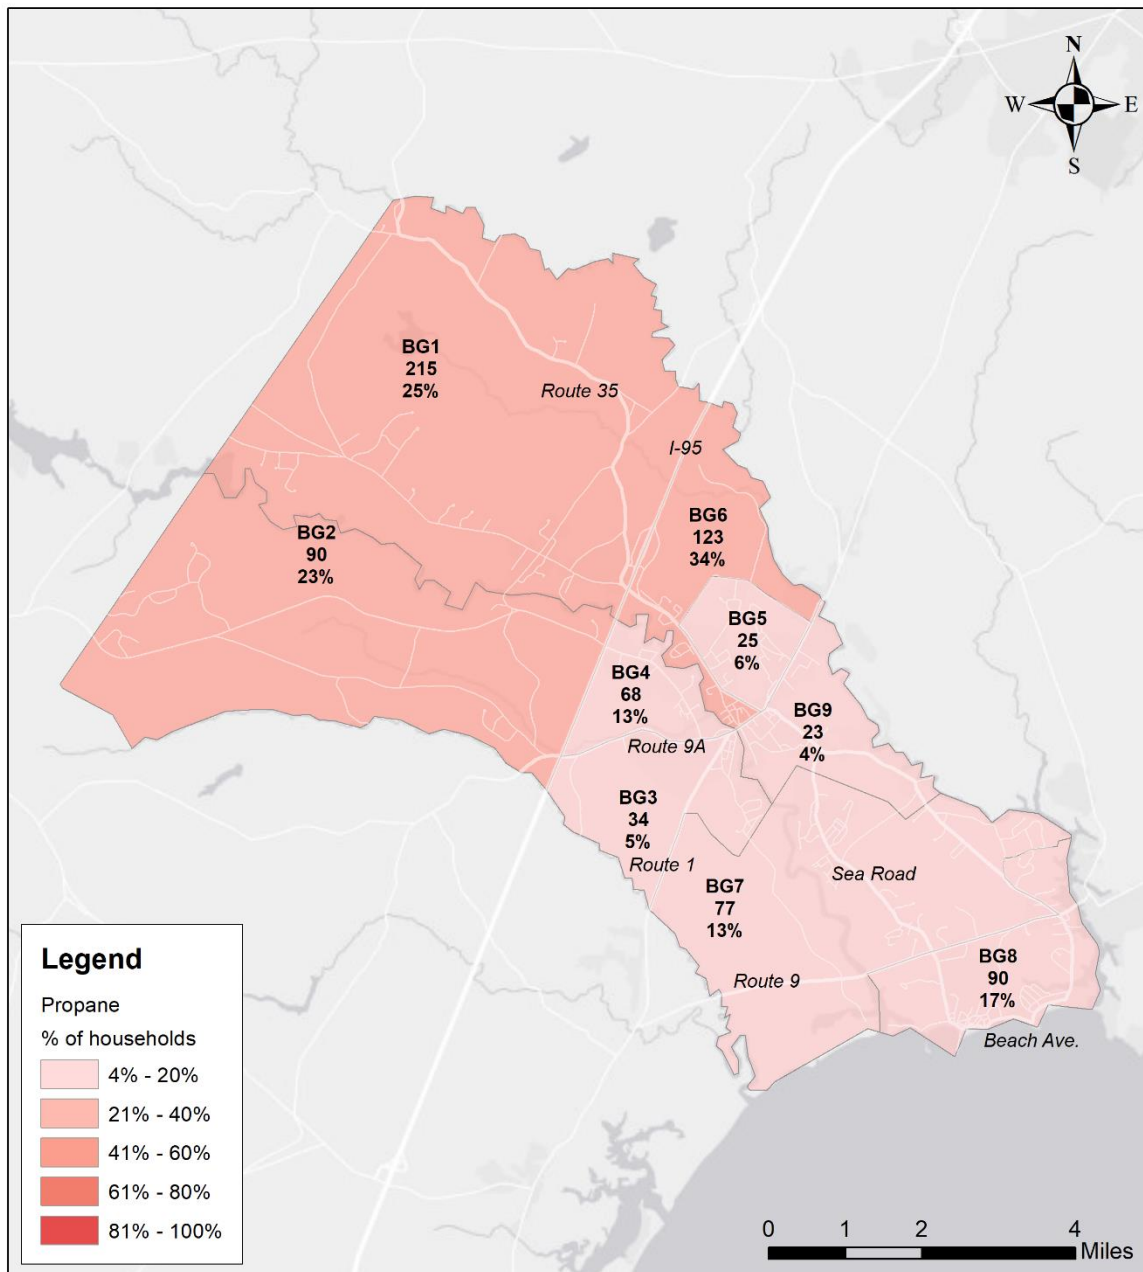 N
W E
S
BG1
215
25%
Route 35
I-95
BG6
123
34%
BG2
90
23%
BG5
25
6%
BG4
68
13%
BG9
23
4%
Route 9A
BG3
34
5%
Route 1
Sea Road
BG7
77
13%
BG8
90
17%
Route 9
Beach Ave.
Legend
Propane
% of households
4% - 20%
21% - 40%
41% - 60%
61% - 80%
81% - 100%
0 1 2 4
Miles